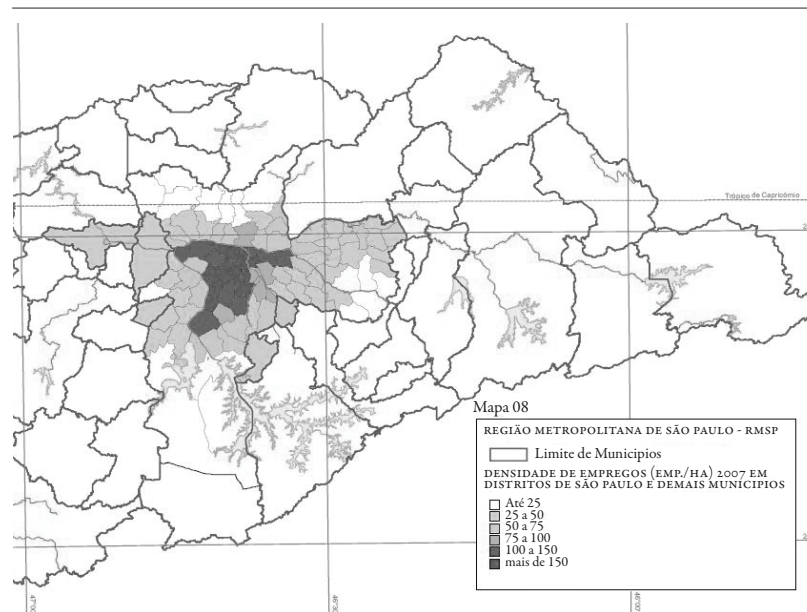 Trópico de Capricórnio
Mapa 08
REGIÃO METROPOLITANA DE SÃO PAULO - RMSP
Limite de Municipios
DENSIDADE DE EMPREGOS (EMP./HA) 2007 EM
DISTRITOS DE SÃO PAULO E DEMAIS MUNICIPIOS
Até 25
25 a 50
50 a 75
75 a 100
100 a 150
mais de 150